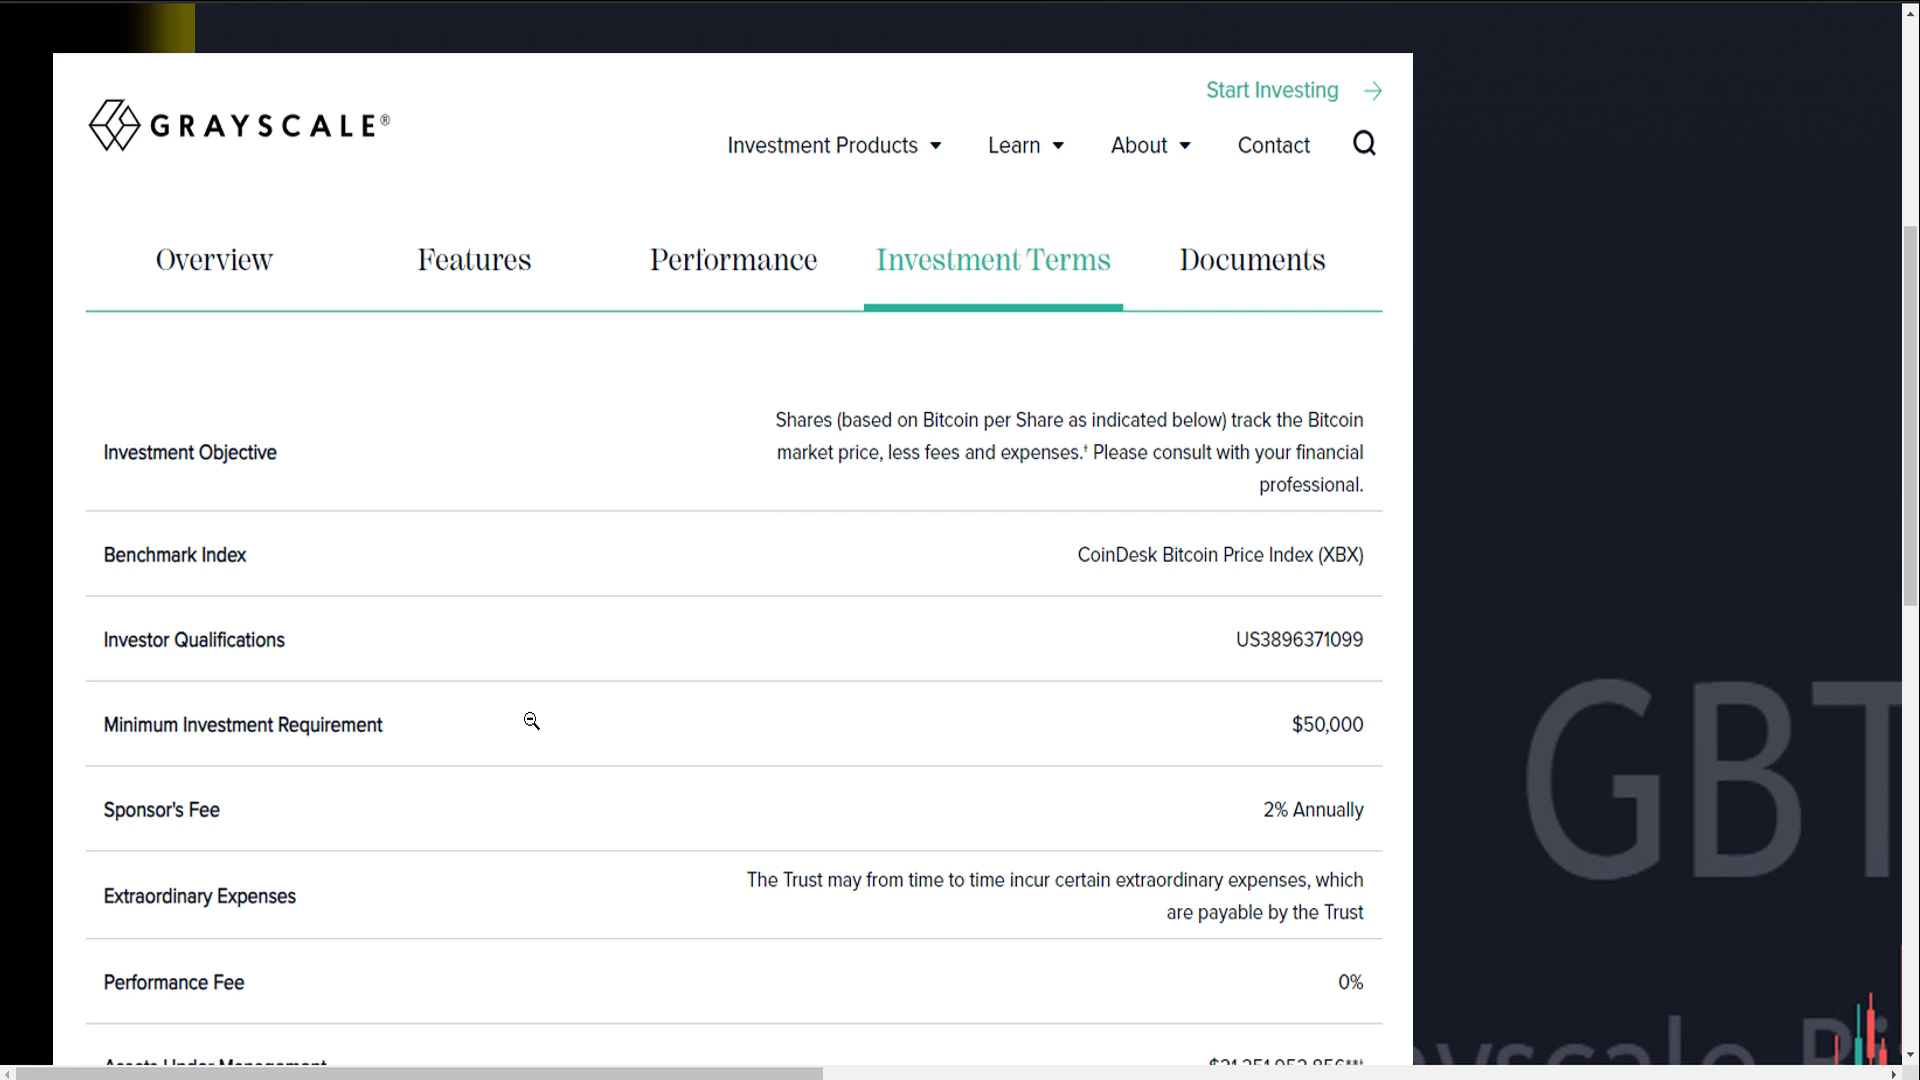 Start Investing
GRAYSCALE®
Investment Products Learn About Contact
Overview Features Performance Investment Terms Documents
Shares (based on Bitcoin per Share as indicated below) track the Bitcoin
Investment Objective market price, less fees and expenses.† Please consult with your financial
professional.
Benchmark Index CoinDesk Bitcoin Price Index (XBX)
Investor Qualifications US3896371099
Minimum Investment Requirement $50,000
GBT
Sponsor's Fee 2% Annually
The Trust may from time to time incur certain extraordinary expenses, which
Extraordinary Expenses
are payable by the Trust
Performance Fee 0%
Assets Under Management